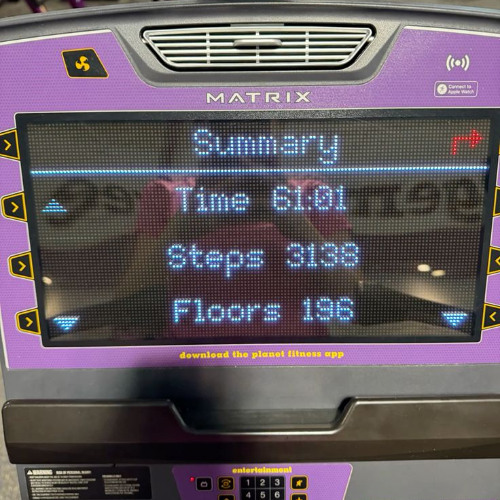 MATRIX
Connect to
Apple Watch
Summary
Time 61:01
Steps 3138
Floors 196
download the planet fitness app
WARNING
entertainment
1 2 3
4 5 6